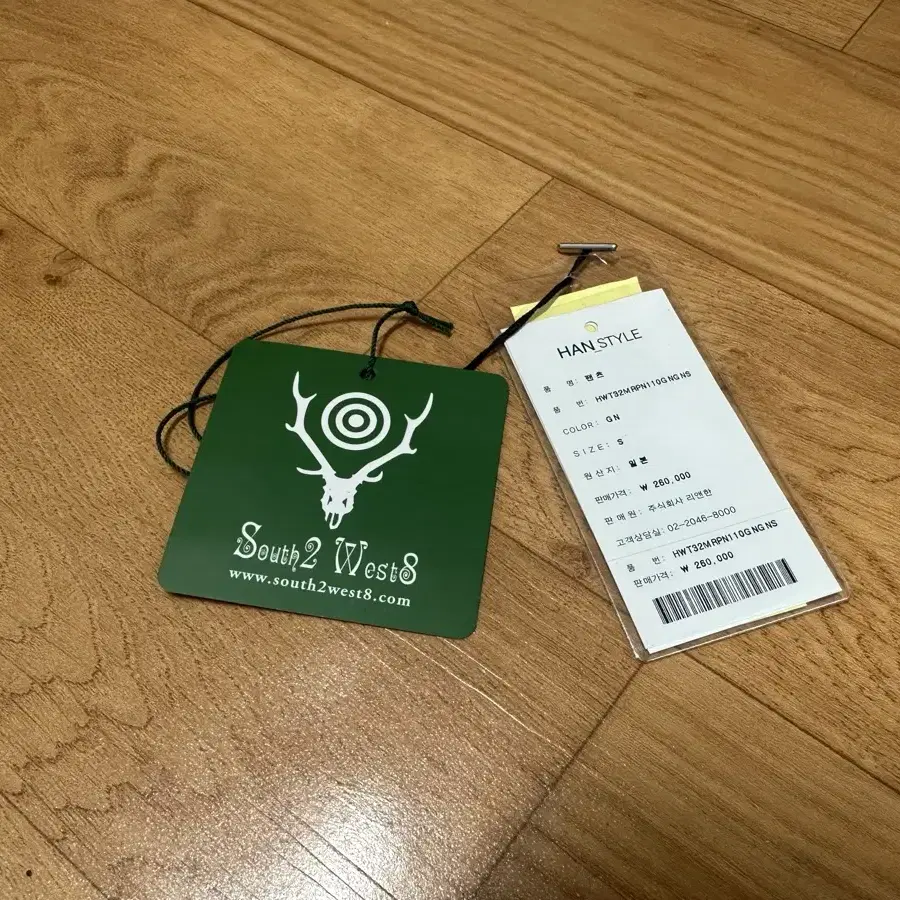 South2 West8
www.south2west8.com
HAN STYLE
품 명: 팬츠
품 번: HWT32MRPN110GNGNS
COLOR: GN
SIZE: S
원산지: 일본
판매가격: ₩ 260,000
판매원: 주식회사 리앤한
고객상담실: 02-2046-8000
품 번: HWT32MRPN110GNGNS
판매가격: ₩ 260,000